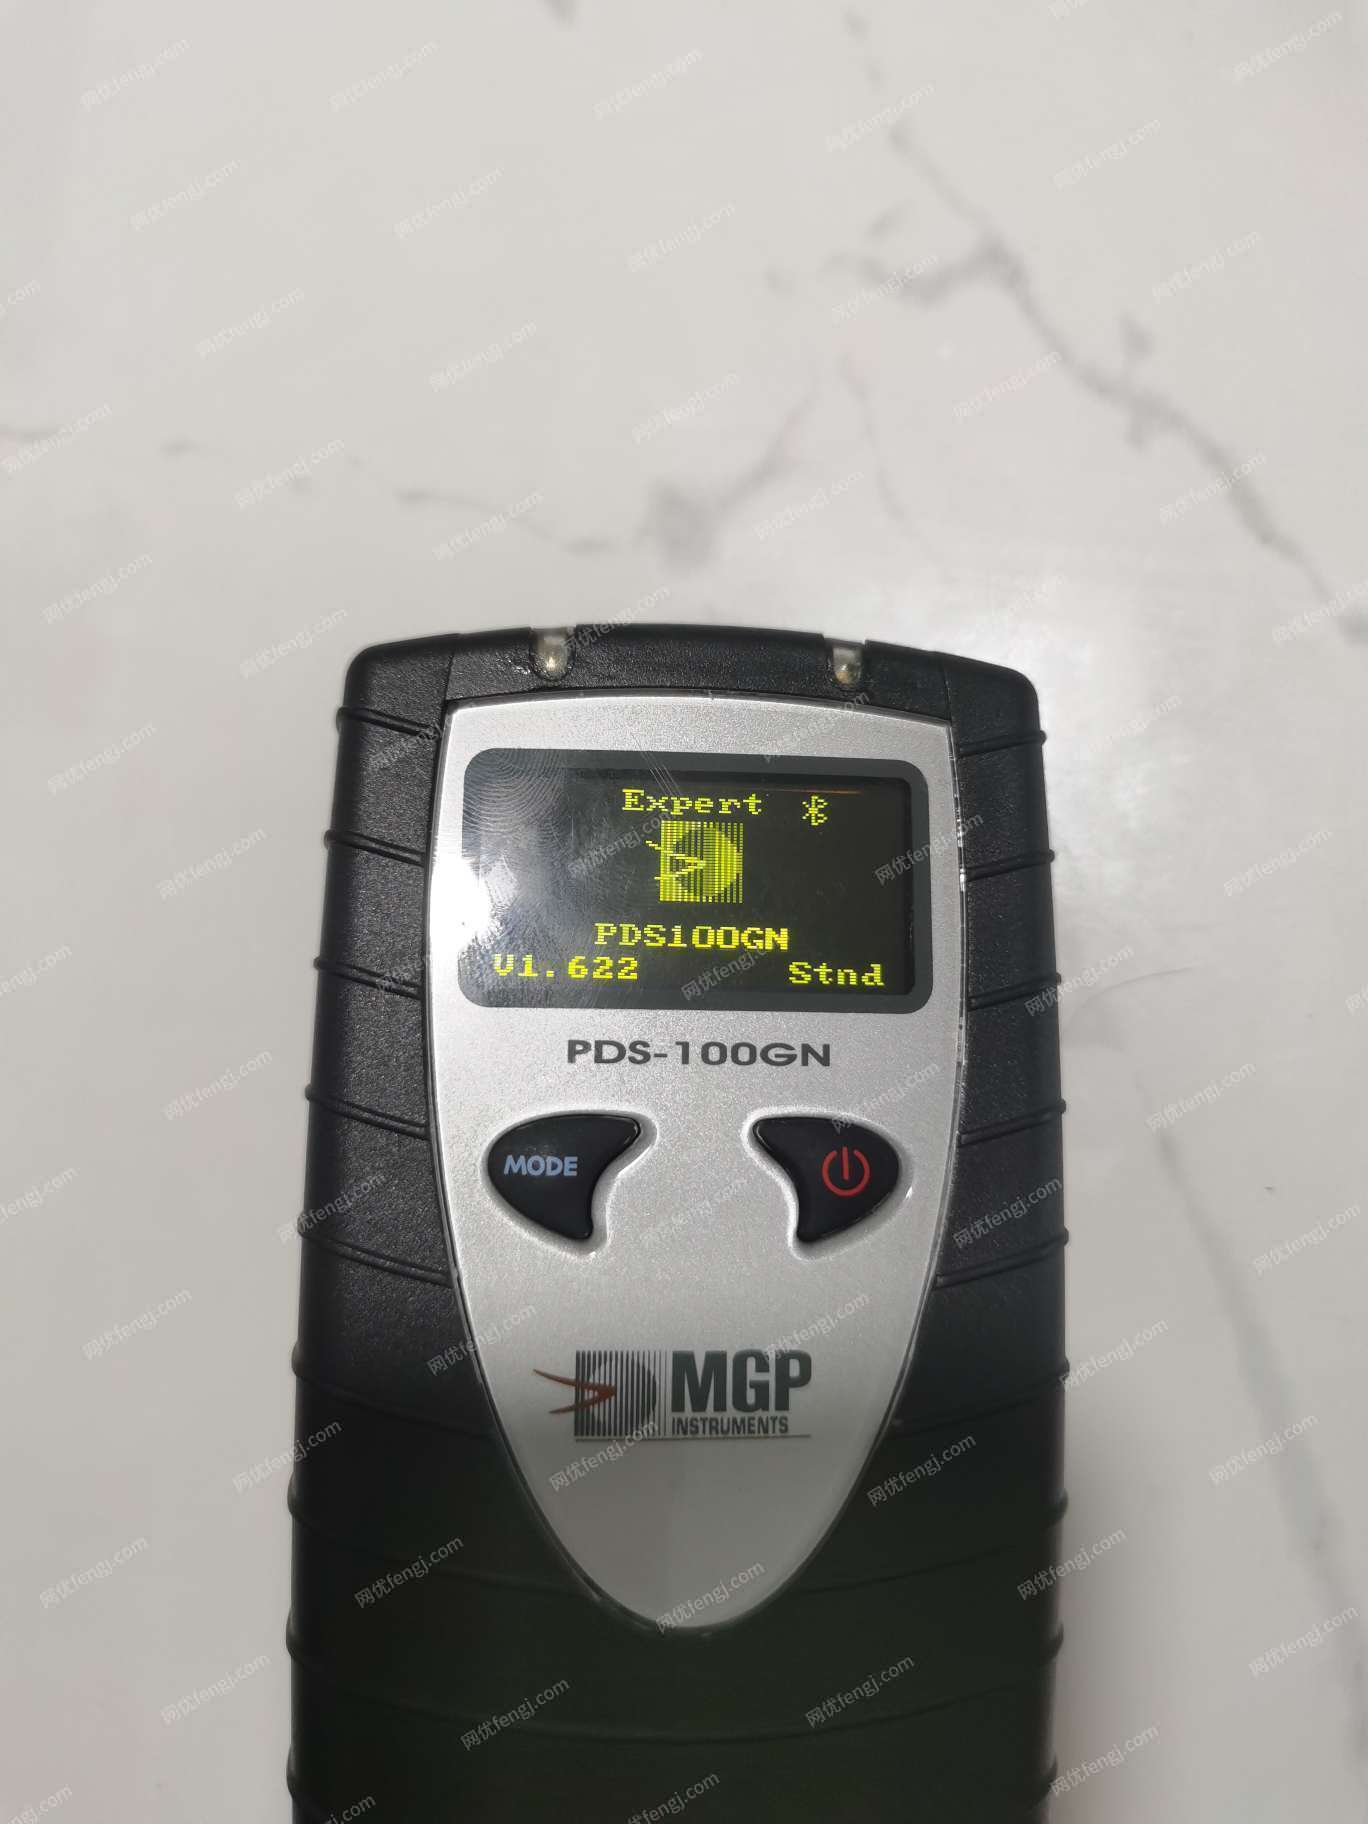 Expert
PDS100GN
V1.622 Stnd
PDS-100GN
MODE
MGP
INSTRUMENTS
网优fengj.com